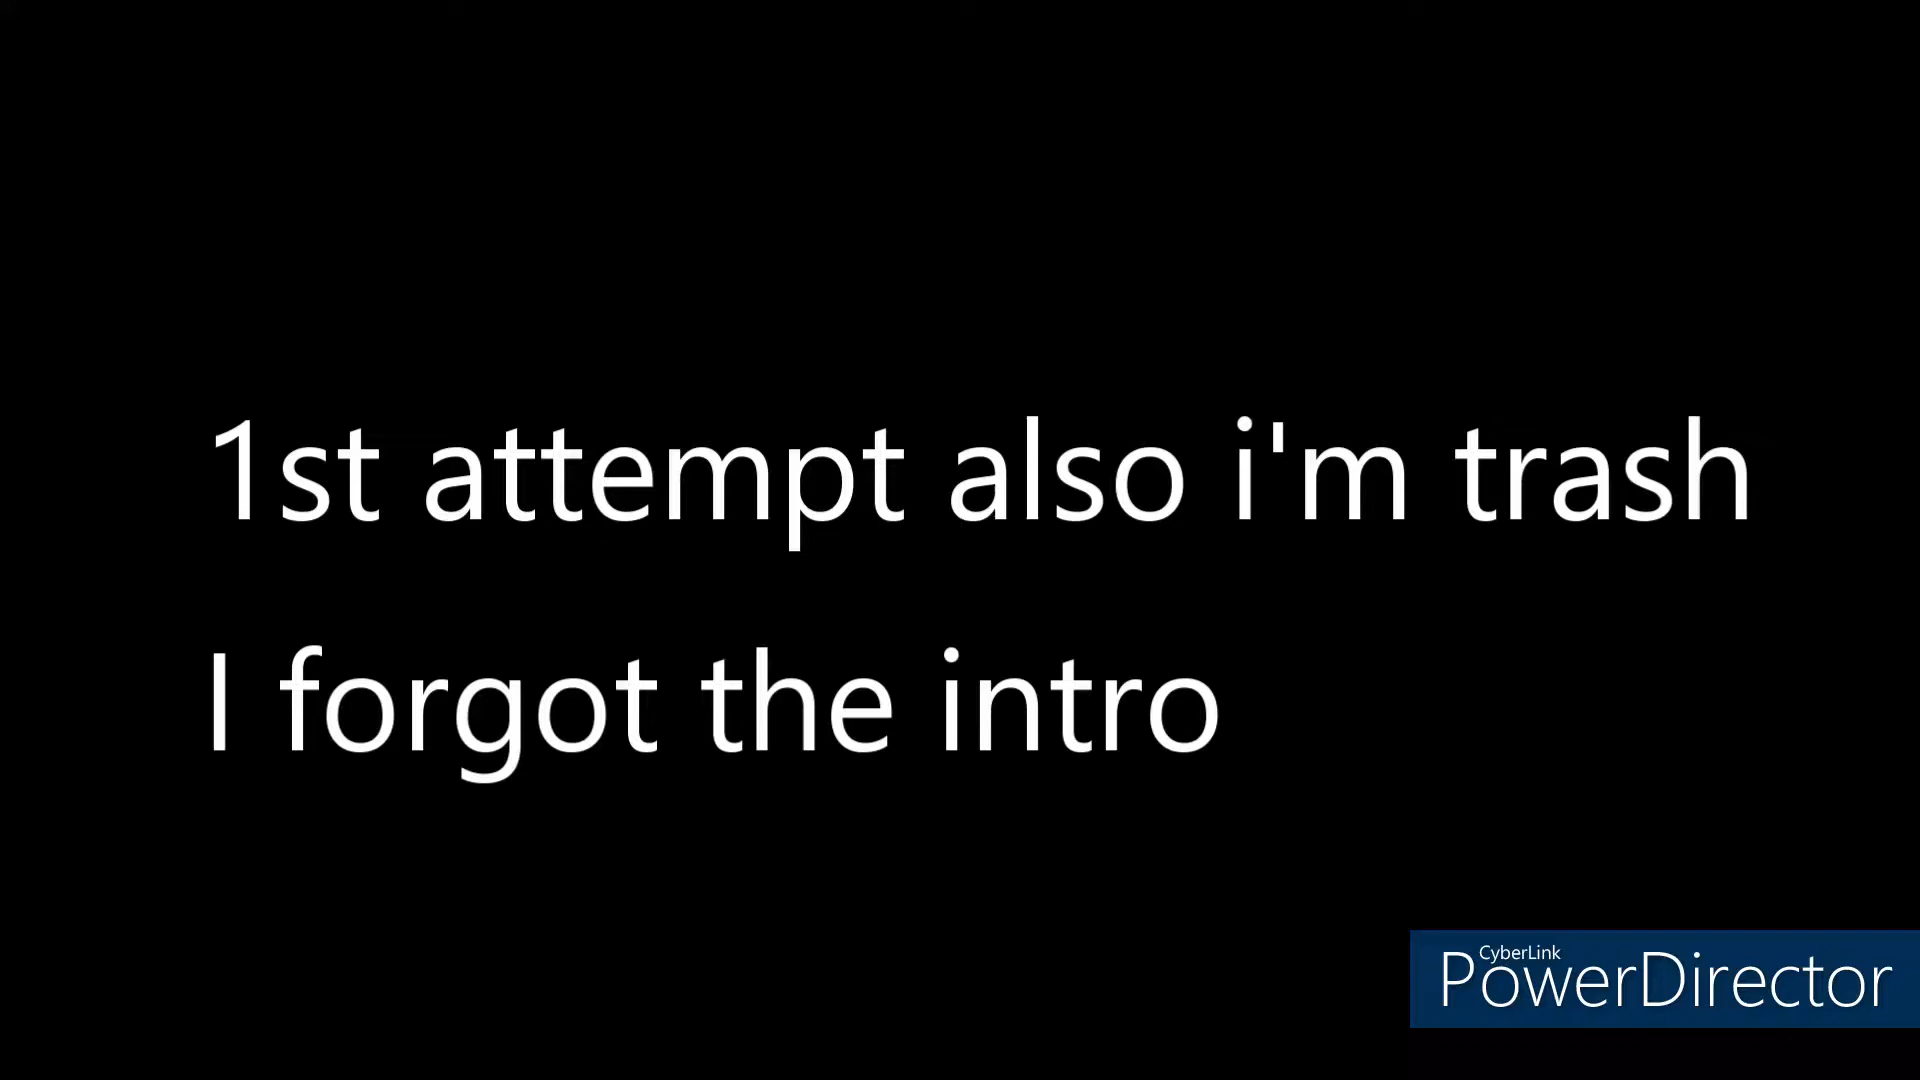 1st attempt also i'm trash
I forgot the intro
CyberLink
PowerDirector